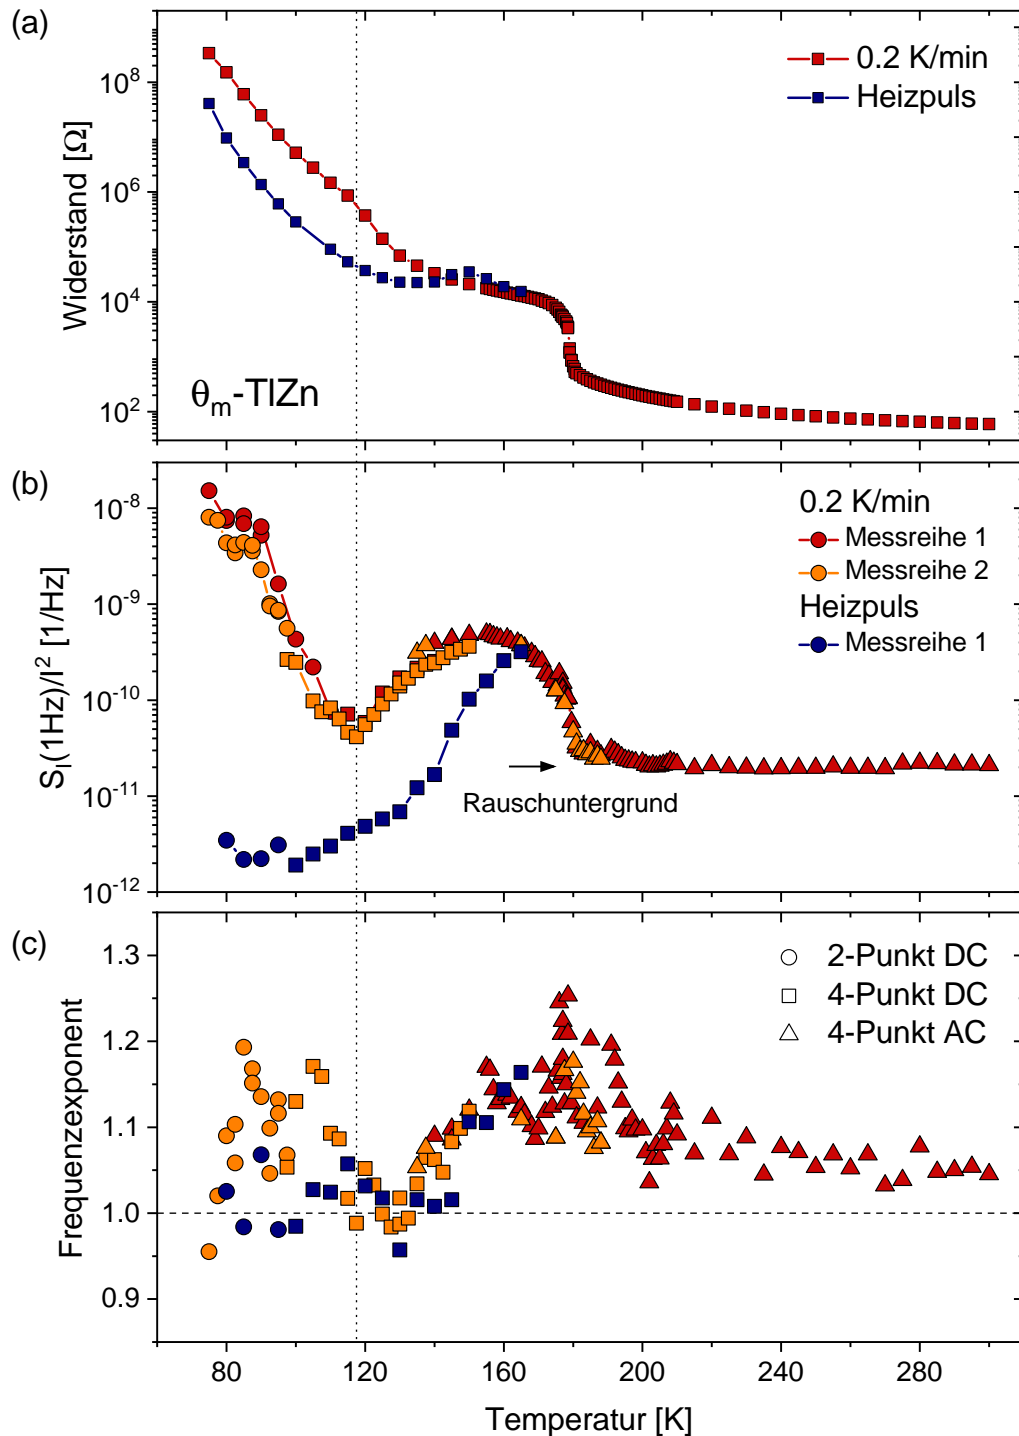 (a)
10^8
10^6
10^4
10^2
Widerstand [Ω]
0.2 K/min
Heizpuls
θ_m-TlZn
(b)
10^-8
10^-9
10^-10
10^-11
10^-12
S_I(1Hz)/I^2 [1/Hz]
0.2 K/min
Messreihe 1
Messreihe 2
Heizpuls
Messreihe 1
Rauschuntergrund
(c)
1.3
1.2
1.1
1.0
0.9
Frequenzexponent
2-Punkt DC
4-Punkt DC
4-Punkt AC
80 120 160 200 240 280
Temperatur [K]